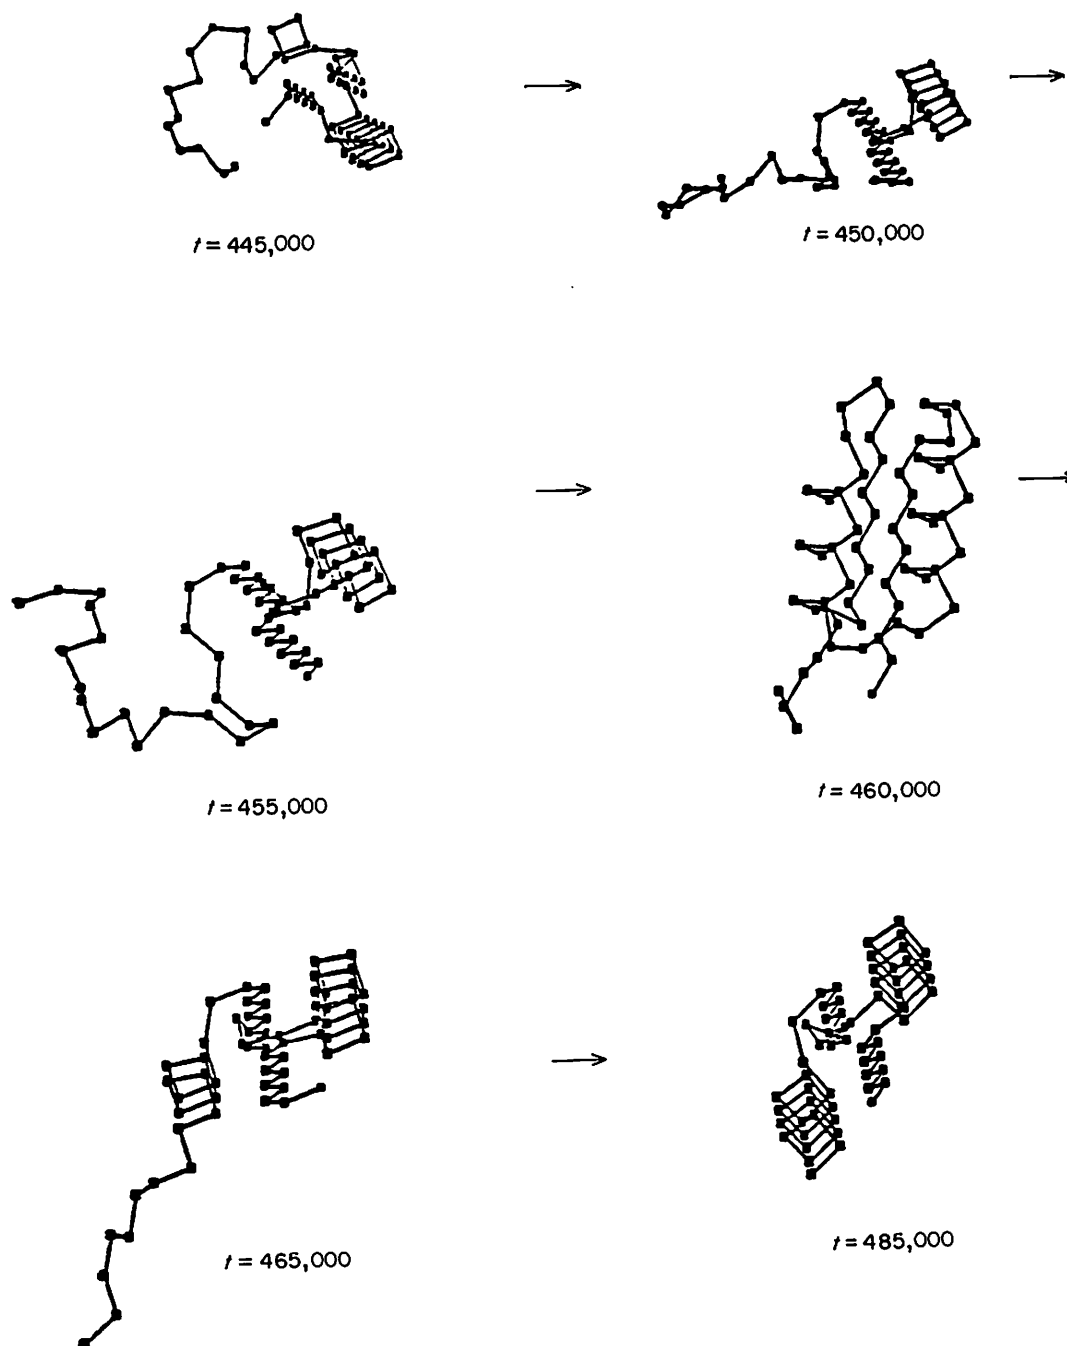 t = 445,000
t = 450,000
t = 455,000
t = 460,000
t = 465,000
t = 485,000